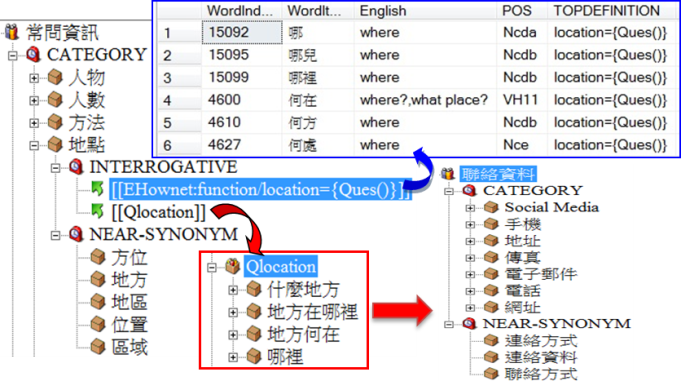 常問資訊
CATEGORY
人物
人數
方法
地點
INTERROGATIVE
[[EHownet:function/location={Ques()}]]
[[Qlocation]]
NEAR-SYNONYM
方位
地方
地區
位置
區域
WordInd... WordIt... English POS TOPDEFINITION
1 15092 哪 where Ncda location={Ques()}
2 15095 哪兒 where Ncdb location={Ques()}
3 15099 哪裡 where Ncdb location={Ques()}
4 4600 何在 where?,what place? VH11 location={Ques()}
5 4610 何方 where Ncdb location={Ques()}
6 4627 何處 where Nce location={Ques()}
Qlocation
什麼地方
地方在哪裡
地方何在
哪裡
聯絡資料
CATEGORY
Social Media
手機
地址
傳真
電子郵件
電話
網址
NEAR-SYNONYM
連絡方式
連絡資料
聯絡方式